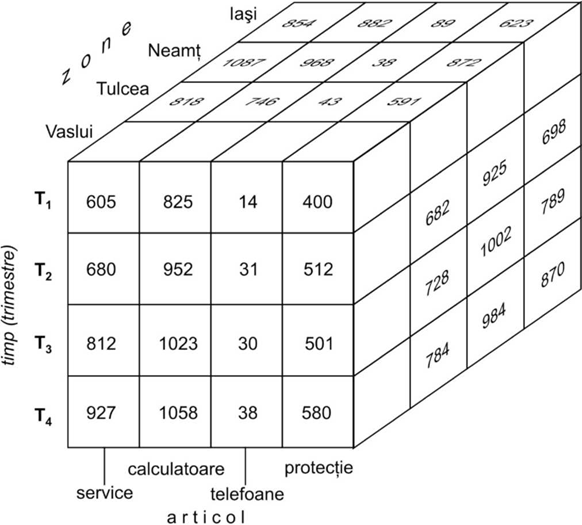 Iași
854 882 89 623
zone
Neamț
1087 968 38 872
Tulcea
818 746 43 591
Vaslui
T1 605 825 14 400
682 925 698
T2 680 952 31 512
728 1002 789
T3 812 1023 30 501
784 984 870
T4 927 1058 38 580
timp (trimestre)
calculatoare protecție
service telefoane
articol